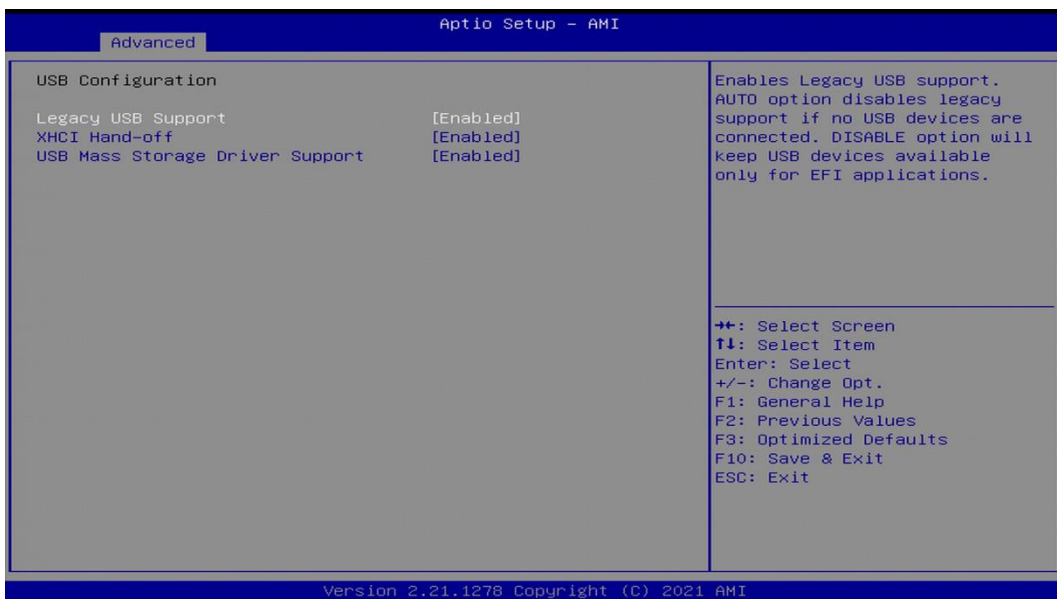 Aptio Setup – AMI
Advanced
USB Configuration
Legacy USB Support [Enabled]
XHCI Hand-off [Enabled]
USB Mass Storage Driver Support [Enabled]
Enables Legacy USB support.
AUTO option disables legacy
support if no USB devices are
connected. DISABLE option will
keep USB devices available
only for EFI applications.
→←: Select Screen
↑↓: Select Item
Enter: Select
+/-: Change Opt.
F1: General Help
F2: Previous Values
F3: Optimized Defaults
F10: Save & Exit
ESC: Exit
Version 2.21.1278 Copyright (C) 2021 AMI